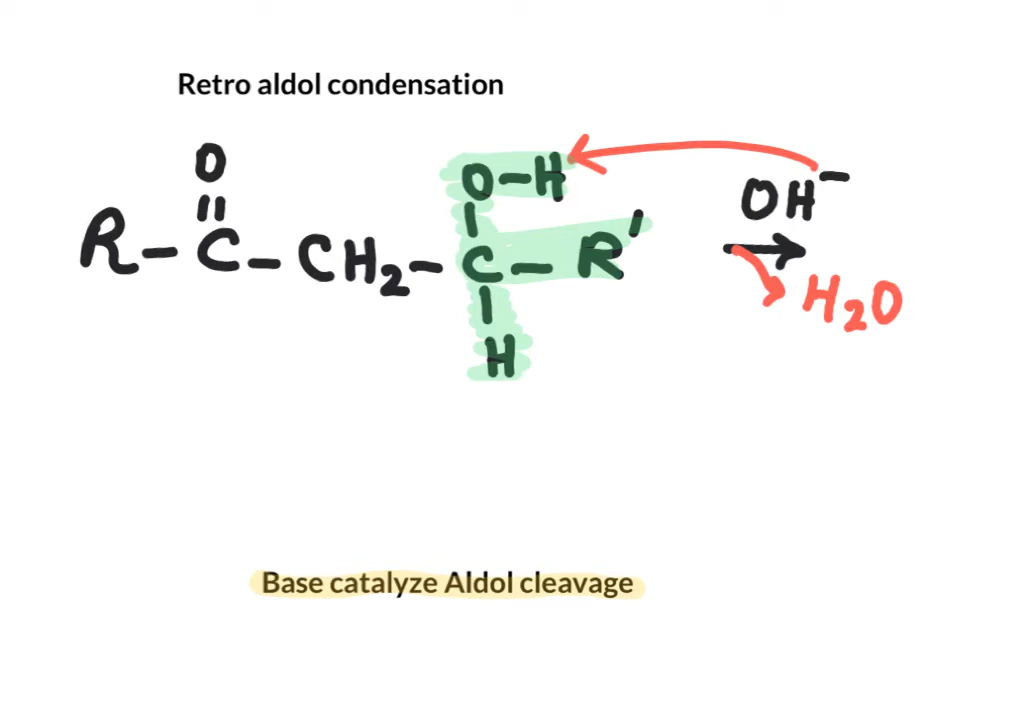 Retro aldol condensation
O
||
R–C–CH₂–C–R'
|
O–H
|
H
OH⁻
→ H₂O
Base catalyze Aldol cleavage